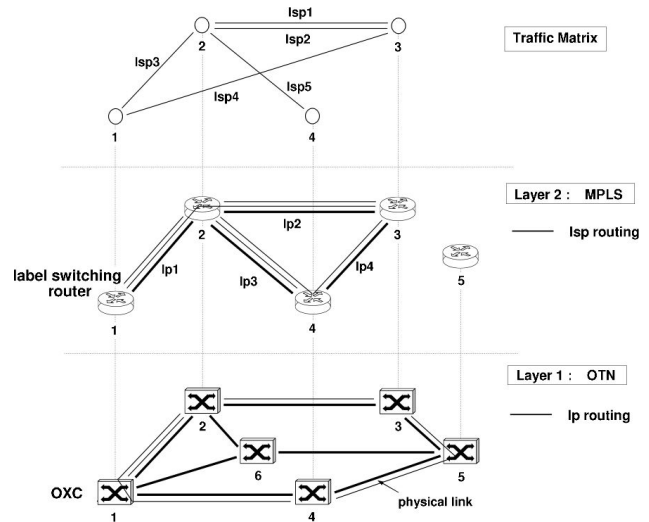 lsp1
2
lsp2
3
Traffic Matrix
lsp3
lsp5
lsp4
1
4
Layer 2 : MPLS
2
lp2
3
lsp routing
lp1
lp3
lp4
5
label switching
router
1
4
Layer 1 : OTN
2
3
lp routing
6
5
OXC
1
4
physical link